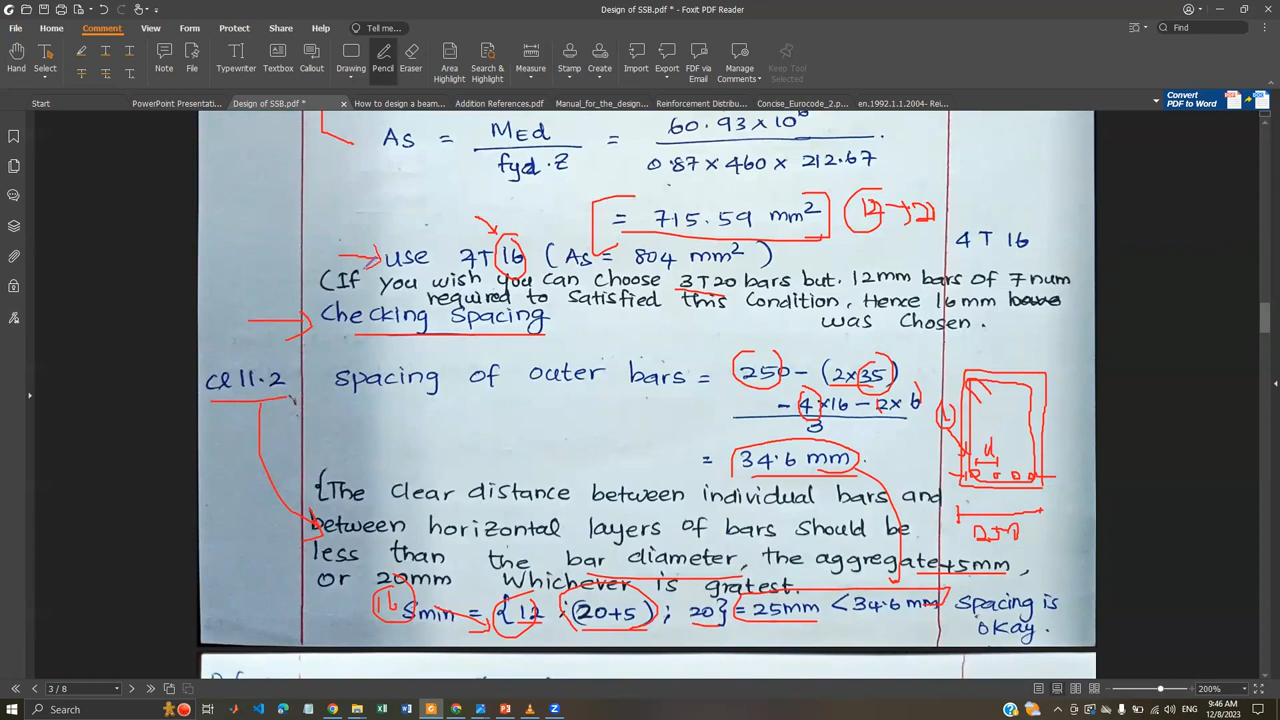 Design of SSB.pdf * - Foxit PDF Reader
File Home Comment View Form Protect Share Help Tell me... Find
Hand Select Note File Typewriter Textbox Callout Drawing Pencil Eraser Area Highlight Search & Highlight Measure Stamp Create Import Export FDF via Email Manage Comments Keep Tool Selected
Start PowerPoint Presentati... Design of SSB.pdf * How to design a beam... Addition References.pdf Manual_for_the_design... Reinforcement Distribu... Concise_Eurocode_2.p... en.1992.1.1.2004- Rei... Convert PDF to Word
As = MEd / fyd.Z = 60.93x10⁶ / 0.87 x 460 x 212.67
= 715.59 mm²
12 →
use 4T16 (As = 804 mm²)
4 T 16
(If you wish you can choose 3T20 bars but. 12mm bars of 7 num
required to satisfied this Condition, Hence 16mm
was chosen.
Checking Spacing
cl 11.2
spacing of outer bars = 250 - (2x35)
- 4x16 - 2x6
3
= 34.6 mm.
d
{The clear distance between individual bars and
between horizontal layers of bars should be
less than the bar diameter, the aggregate+5mm,
or 20mm Whichever is gratest.
16 Smin = {12 ; (20+5) ; 20} = 25mm < 34.6mm
spacing is
okay.
3 / 8 200%
Search 9:46 AM
12/8/2023